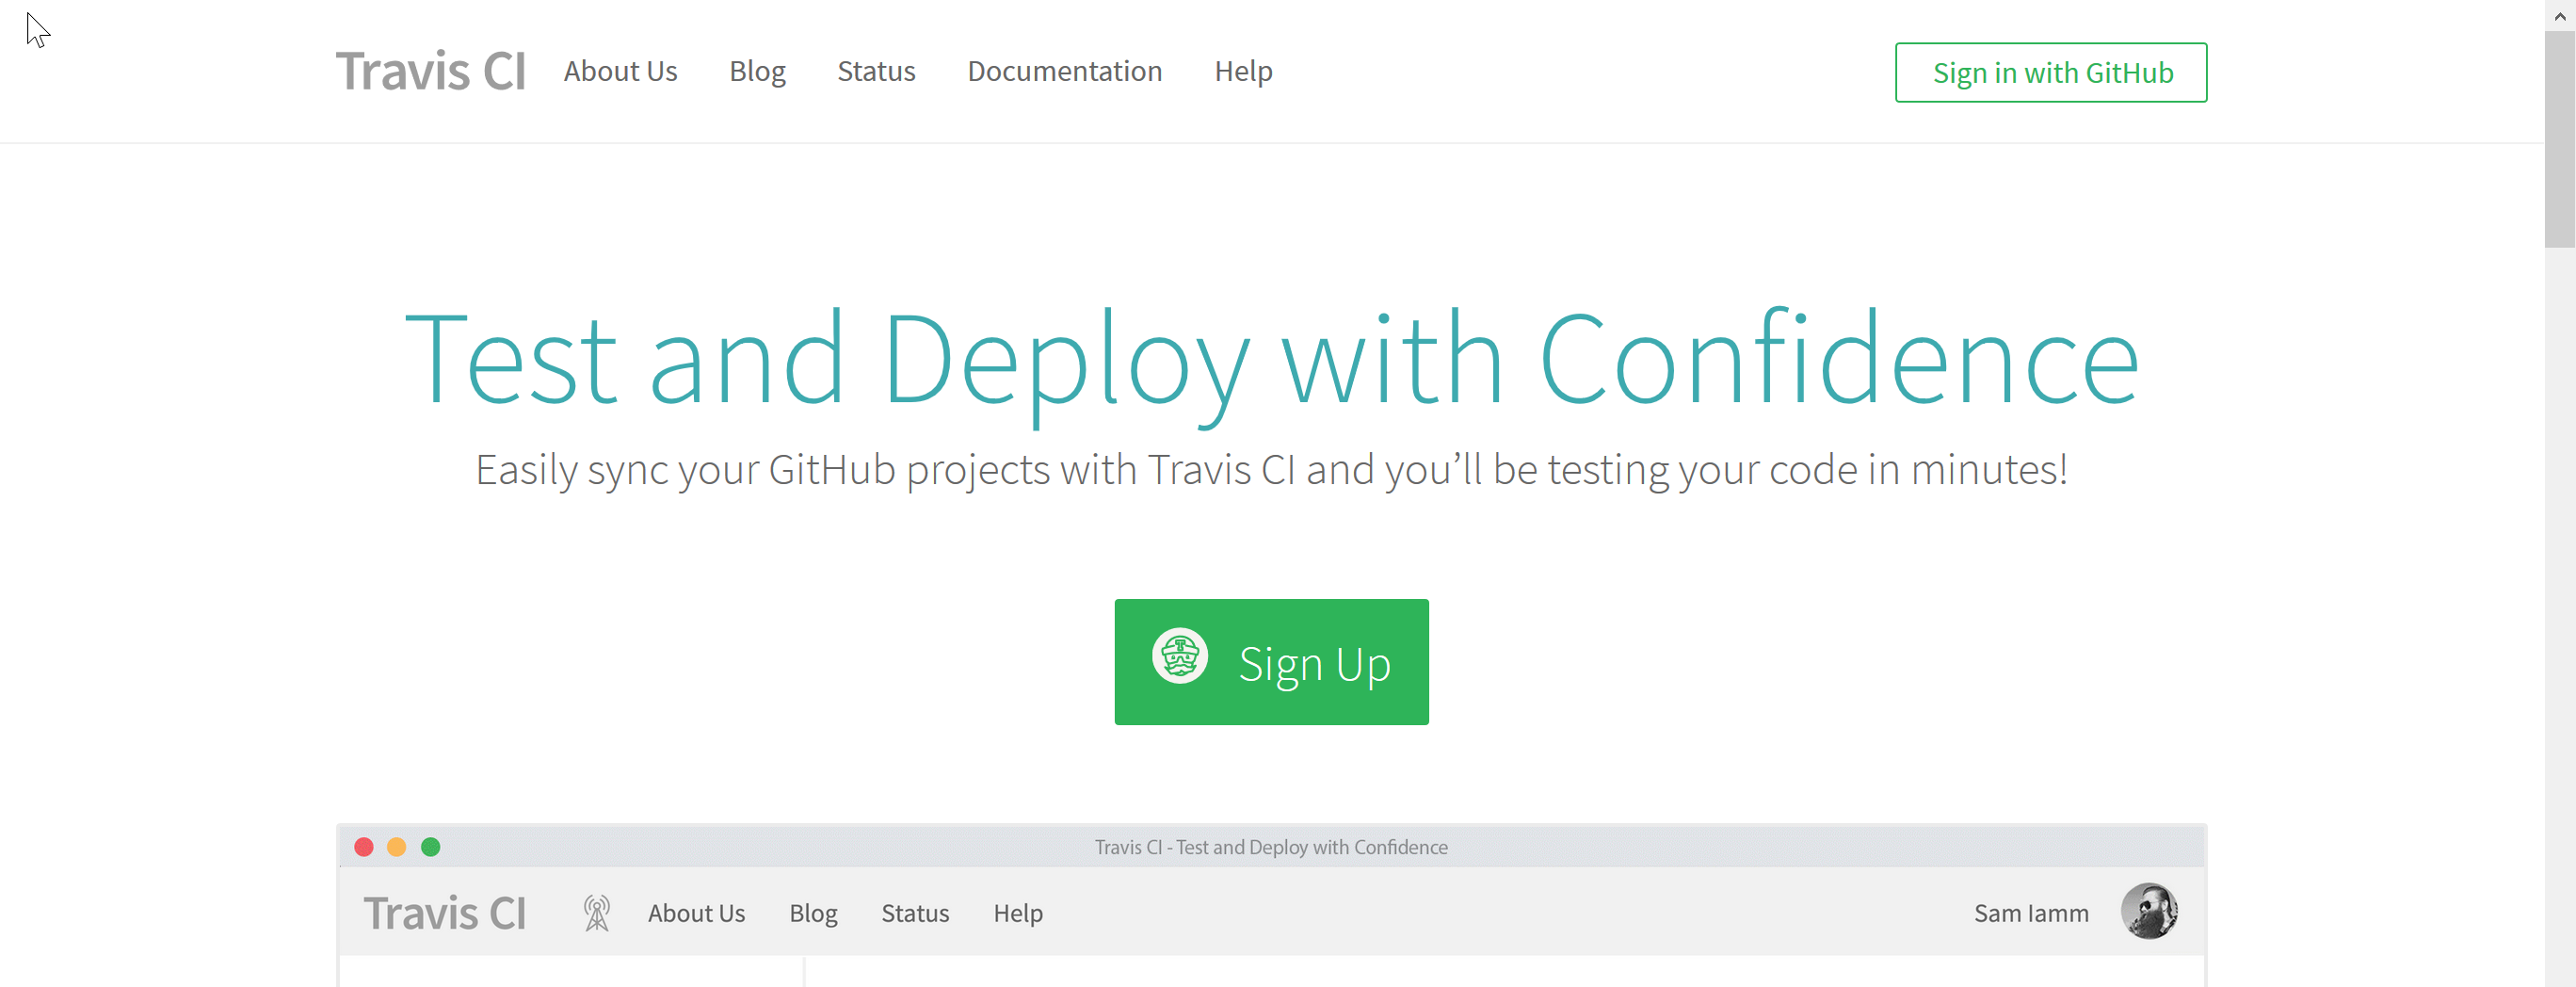 Travis CI About Us Blog Status Documentation Help Sign in with GitHub
Test and Deploy with Confidence
Easily sync your GitHub projects with Travis CI and you’ll be testing your code in minutes!
Sign Up
Travis CI - Test and Deploy with Confidence
Travis CI About Us Blog Status Help Sam Iamm